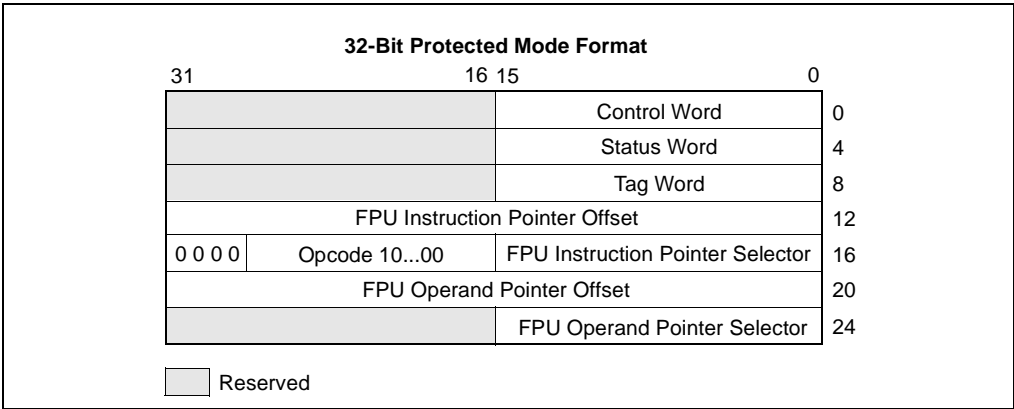 32-Bit Protected Mode Format
31 16 15 0
Control Word 0
Status Word 4
Tag Word 8
FPU Instruction Pointer Offset 12
0 0 0 0 Opcode 10...00 FPU Instruction Pointer Selector 16
FPU Operand Pointer Offset 20
FPU Operand Pointer Selector 24
Reserved